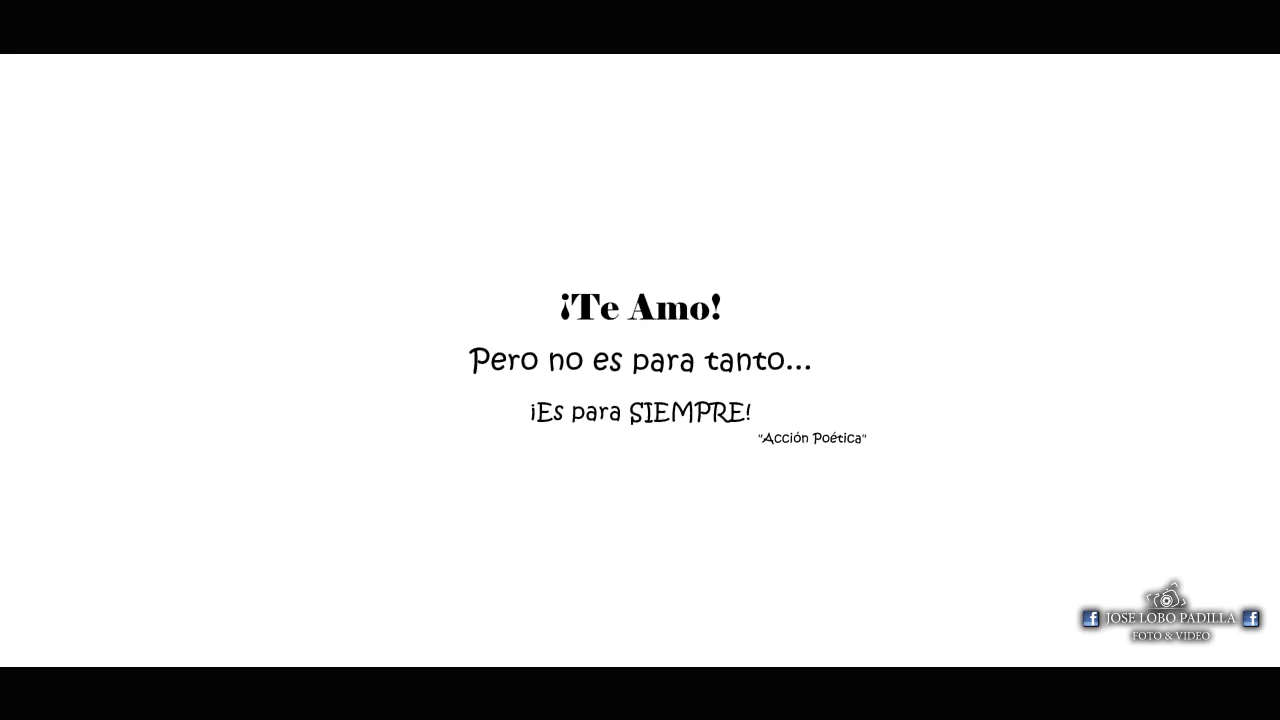 ¡Te Amo!
Pero no es para tanto...
¡Es para SIEMPRE!
"Acción Poética"
f JOSE LOBO PADILLA f
FOTO & VIDEO